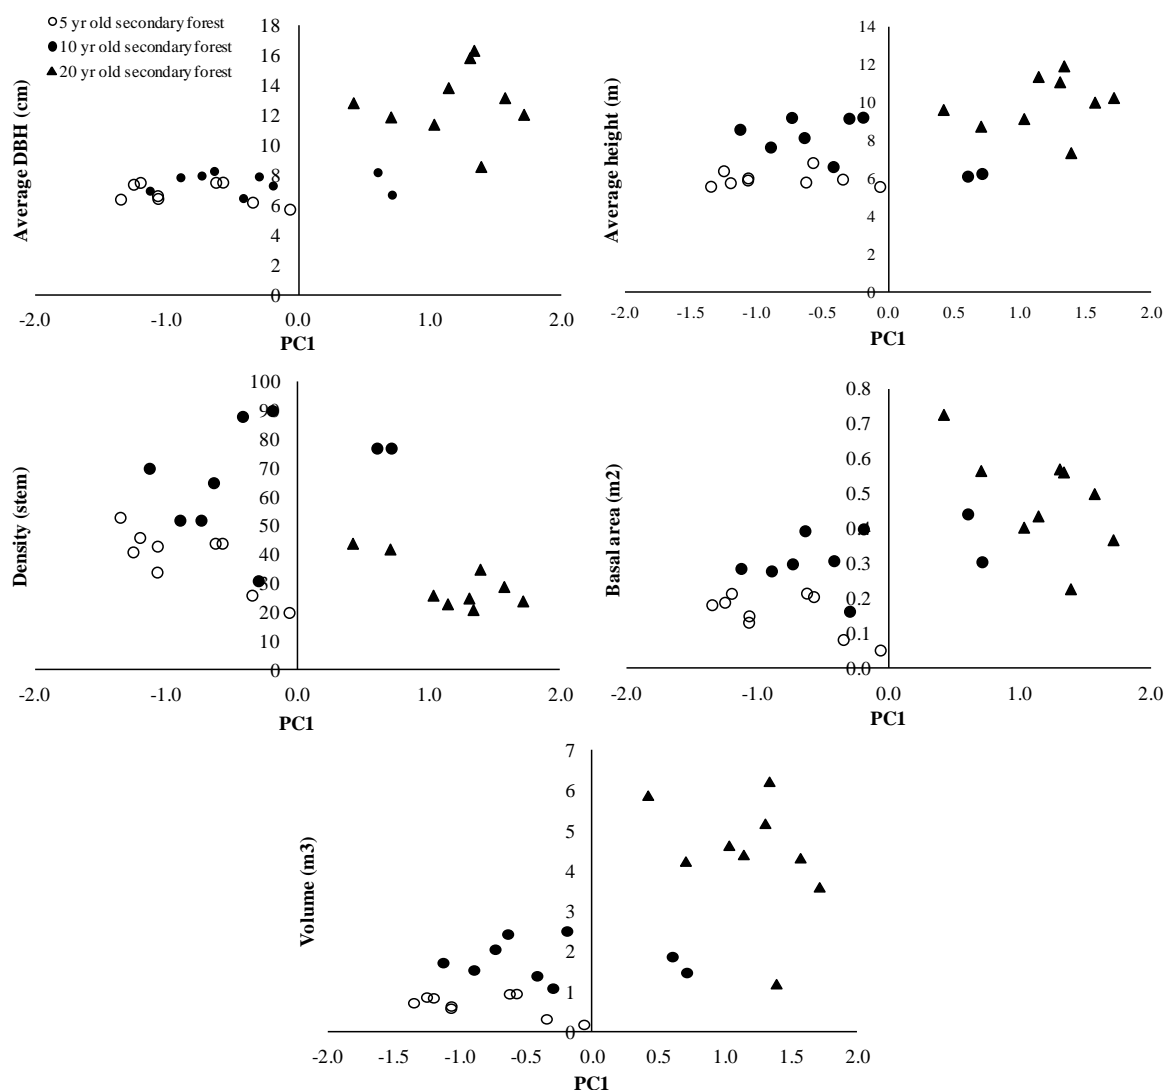 5 yr old secondary forest
10 yr old secondary forest
20 yr old secondary forest
Average DBH (cm)
18
16
14
12
10
8
6
4
2
0
-2.0 -1.0 0.0 1.0 2.0
PC1
Average height (m)
14
12
10
8
6
4
2
0
-2.0 -1.5 -1.0 -0.5 0.0 0.5 1.0 1.5 2.0
PC1
Density (stem)
100
90
80
70
60
50
40
30
20
10
0
-2.0 -1.0 0.0 1.0 2.0
PC1
Basal area (m2)
0.8
0.7
0.6
0.5
0.4
0.3
0.2
0.1
0.0
-2.0 -1.0 0.0 1.0 2.0
PC1
Volume (m3)
7
6
5
4
3
2
1
0
-2.0 -1.5 -1.0 -0.5 0.0 0.5 1.0 1.5 2.0
PC1